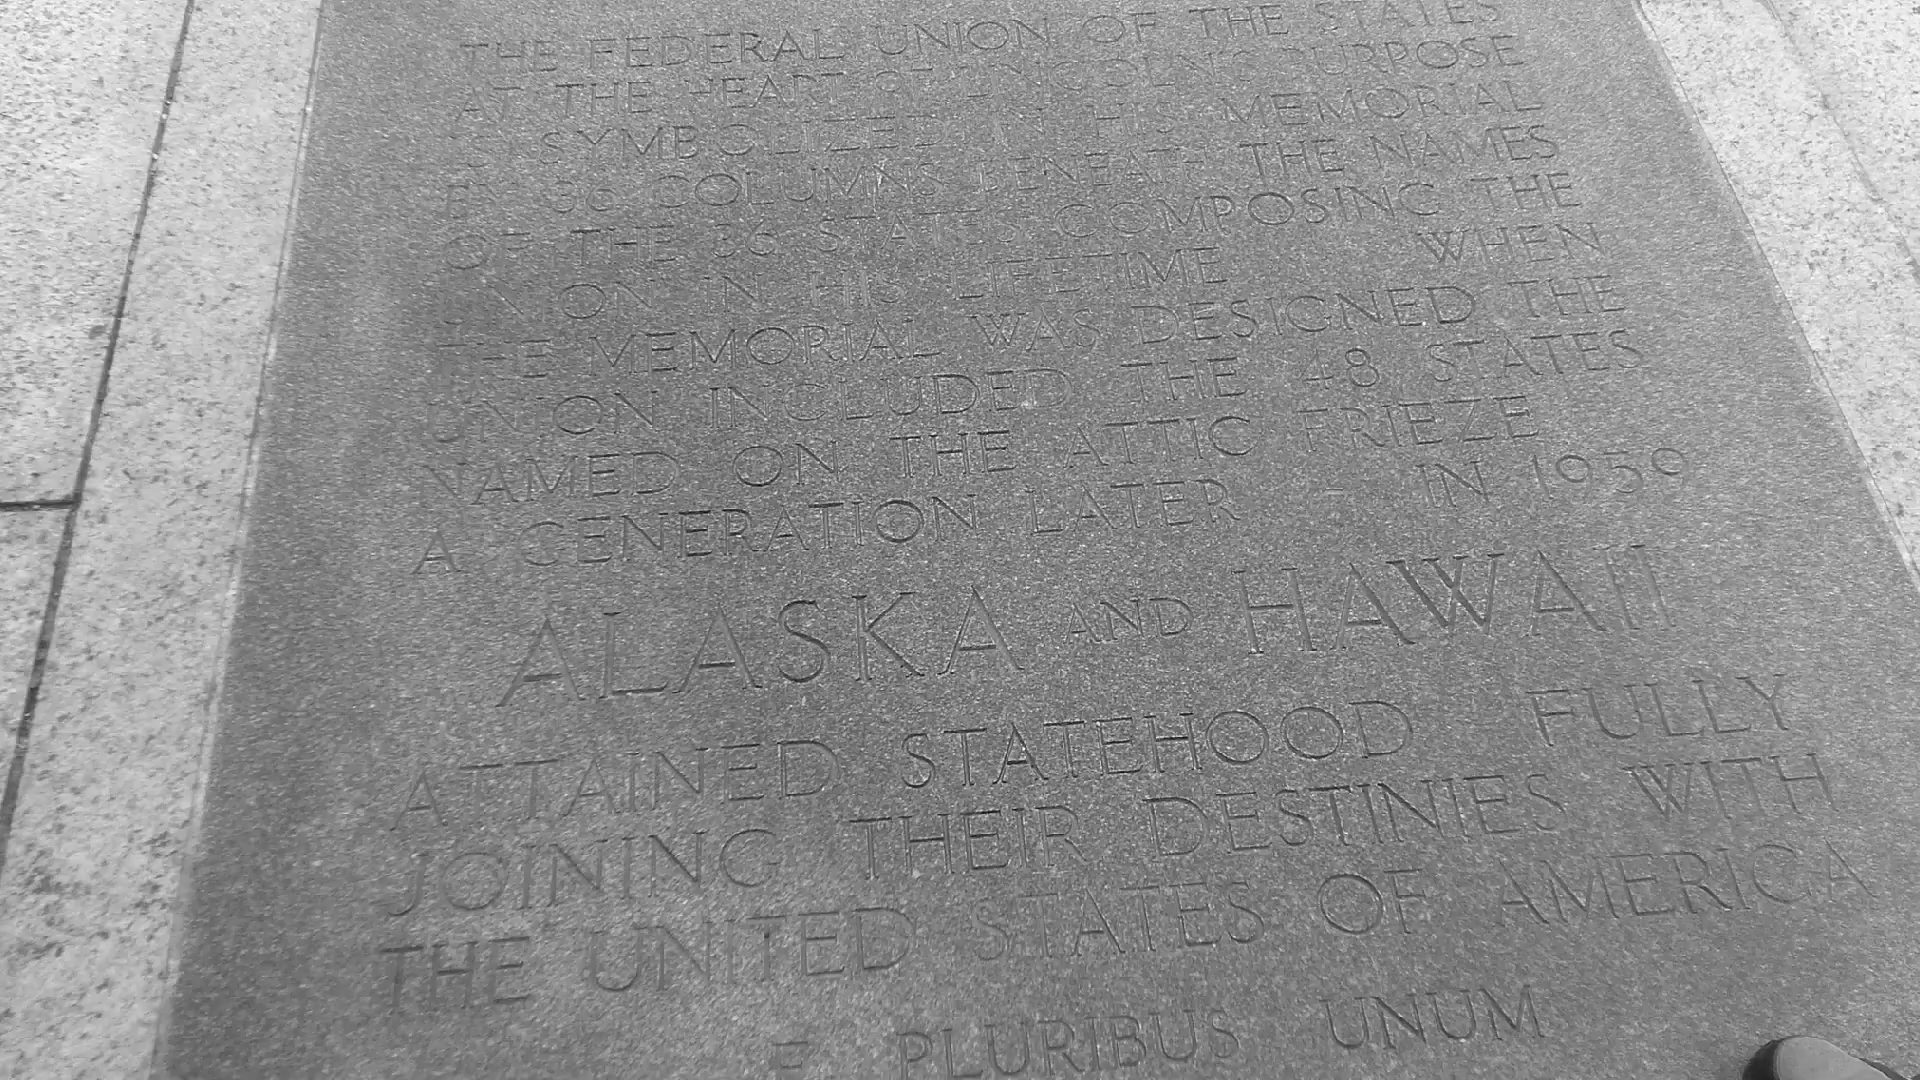 THE FEDERAL UNION OF THE STATES
AT THE HEART OF LINCOLN'S PURPOSE
IS SYMBOLIZED IN HIS MEMORIAL
BY 36 COLUMNS BENEATH THE NAMES
OF THE 36 STATES COMPOSING THE
UNION IN HIS LIFETIME - WHEN
THE MEMORIAL WAS DESIGNED THE
UNION INCLUDED THE 48 STATES
NAMED ON THE ATTIC FRIEZE
A GENERATION LATER - IN 1959
ALASKA AND HAWAII
ATTAINED STATEHOOD FULLY
JOINING THEIR DESTINIES WITH
THE UNITED STATES OF AMERICA
E PLURIBUS UNUM